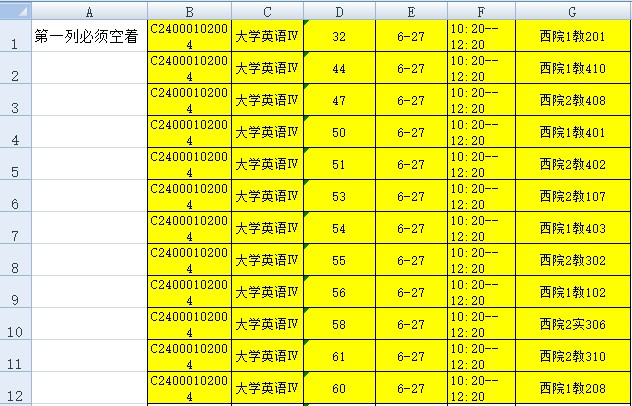 A B C D E F G
1 第一列必须空着 C24000102004 大学英语Ⅳ 32 6-27 10:20--12:20 西院1教201
2 C24000102004 大学英语Ⅳ 44 6-27 10:20--12:20 西院1教410
3 C24000102004 大学英语Ⅳ 47 6-27 10:20--12:20 西院2教408
4 C24000102004 大学英语Ⅳ 50 6-27 10:20--12:20 西院1教401
5 C24000102004 大学英语Ⅳ 51 6-27 10:20--12:20 西院2教402
6 C24000102004 大学英语Ⅳ 53 6-27 10:20--12:20 西院2教107
7 C24000102004 大学英语Ⅳ 54 6-27 10:20--12:20 西院1教403
8 C24000102004 大学英语Ⅳ 55 6-27 10:20--12:20 西院2教302
9 C24000102004 大学英语Ⅳ 56 6-27 10:20--12:20 西院1教102
10 C24000102004 大学英语Ⅳ 58 6-27 10:20--12:20 西院2实306
11 C24000102004 大学英语Ⅳ 61 6-27 10:20--12:20 西院2教310
12 C24000102004 大学英语Ⅳ 60 6-27 10:20--12:20 西院1教208